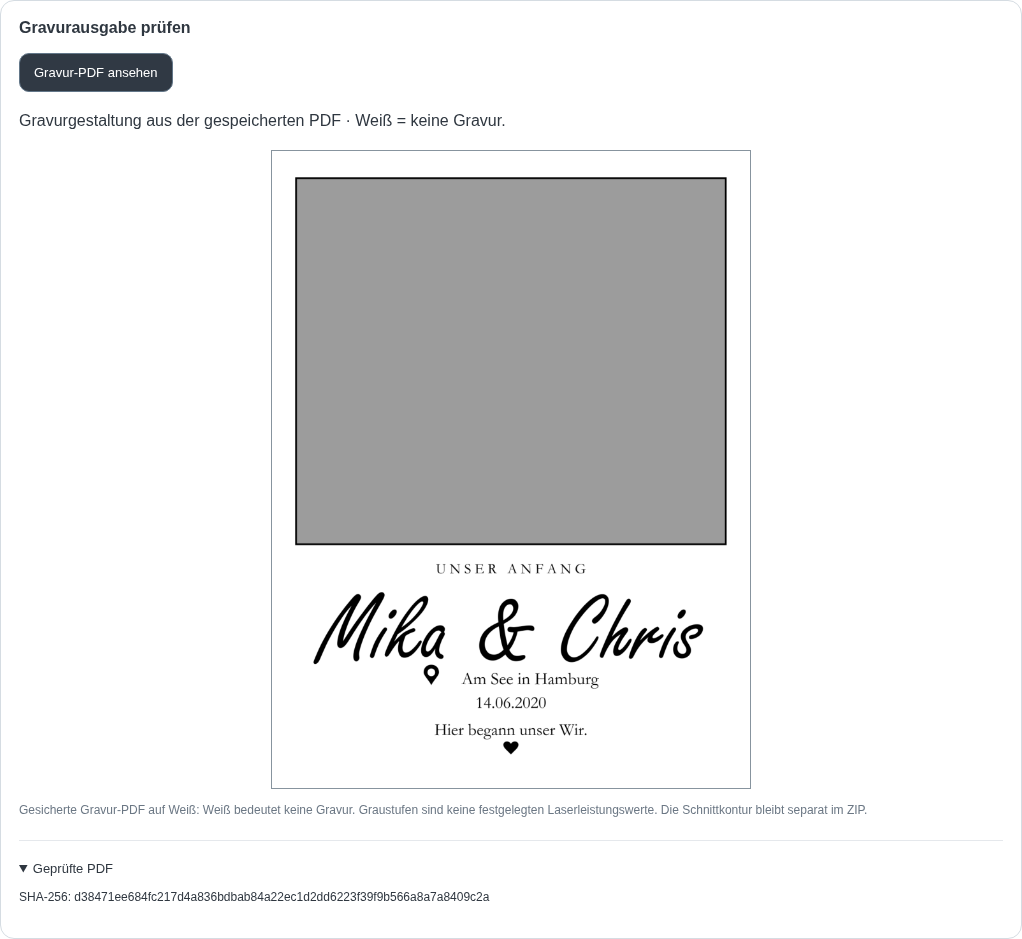 Gravurausgabe prüfen
Gravur-PDF ansehen
Gravurgestaltung aus der gespeicherten PDF · Weiß = keine Gravur.
UNSER ANFANG
Mika & Chris
Am See in Hamburg
14.06.2020
Hier begann unser Wir.
Gesicherte Gravur-PDF auf Weiß: Weiß bedeutet keine Gravur. Graustufen sind keine festgelegten Laserleistungswerte. Die Schnittkontur bleibt separat im ZIP.
Geprüfte PDF
SHA-256: d38471ee684fc217d4a836bdbab84a22ec1d2dd6223f39f9b566a8a7a8409c2a